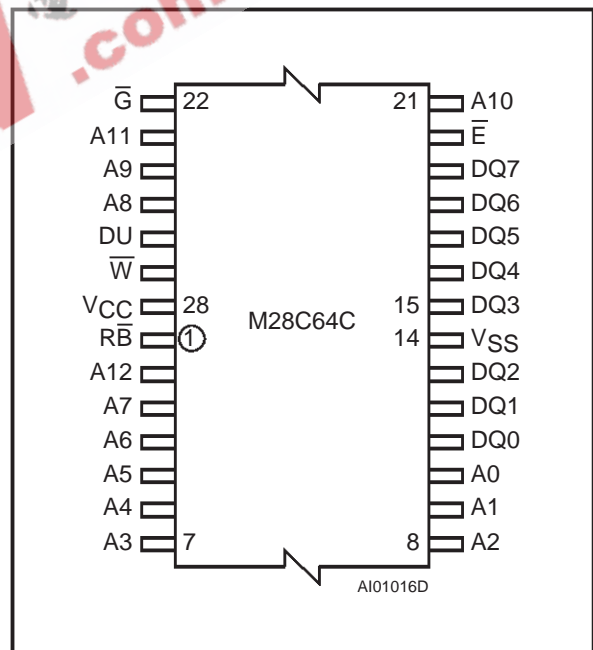 .com
G̅ 22 21 A10
A11 E̅
A9 DQ7
A8 DQ6
DU DQ5
W̅ DQ4
VCC 28 15 DQ3
RB̅ 1 M28C64C 14 VSS
A12 DQ2
A7 DQ1
A6 DQ0
A5 A0
A4 A1
A3 7 8 A2
AI01016D